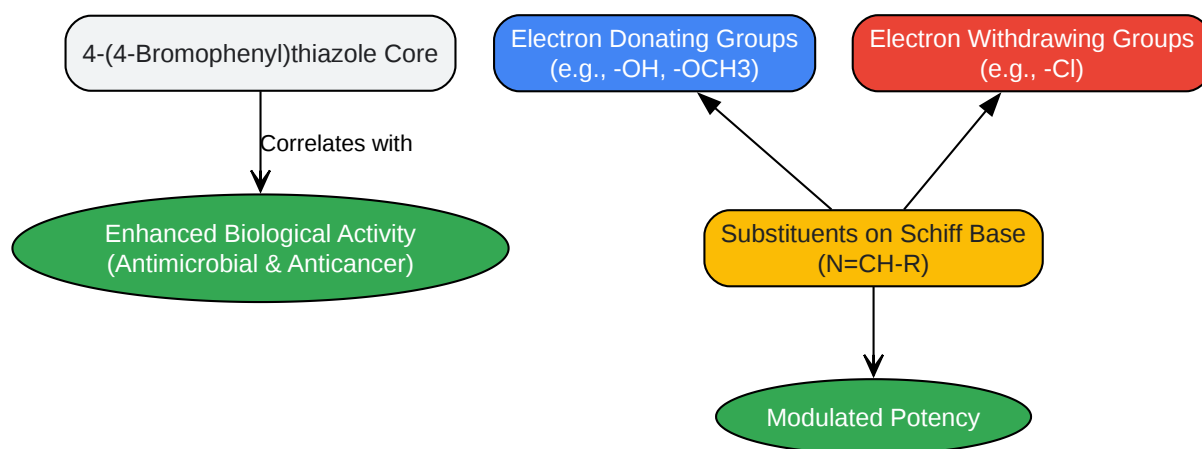 4-(4-Bromophenyl)thiazole Core
Electron Donating Groups
(e.g., -OH, -OCH3)
Electron Withdrawing Groups
(e.g., -Cl)
Correlates with
Enhanced Biological Activity
(Antimicrobial & Anticancer)
Substituents on Schiff Base
(N=CH-R)
Modulated Potency